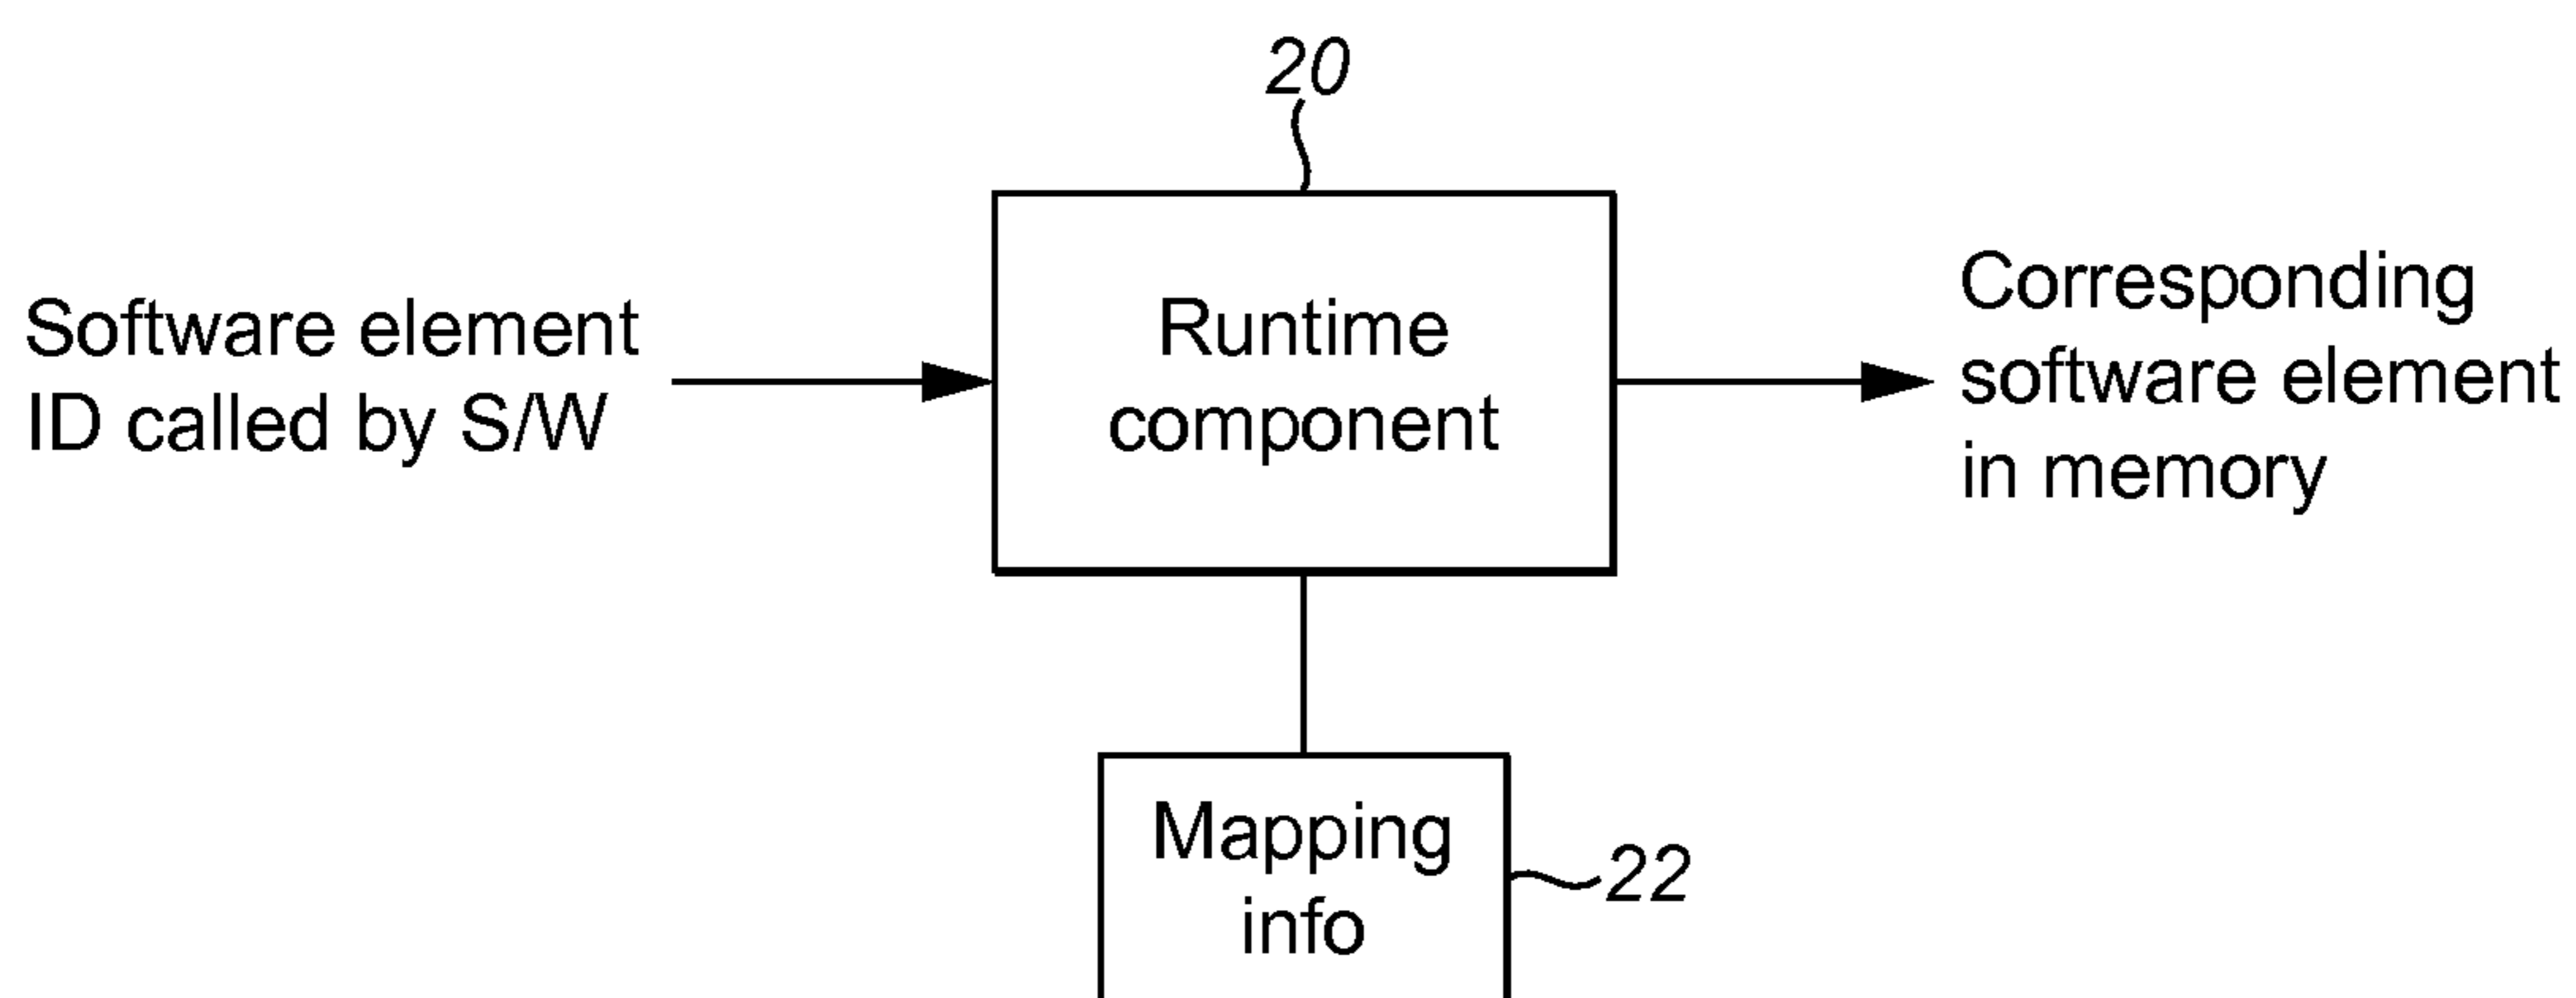 20
Software element
ID called by S/W
Runtime
component
Corresponding
software element
in memory
Mapping
info
22